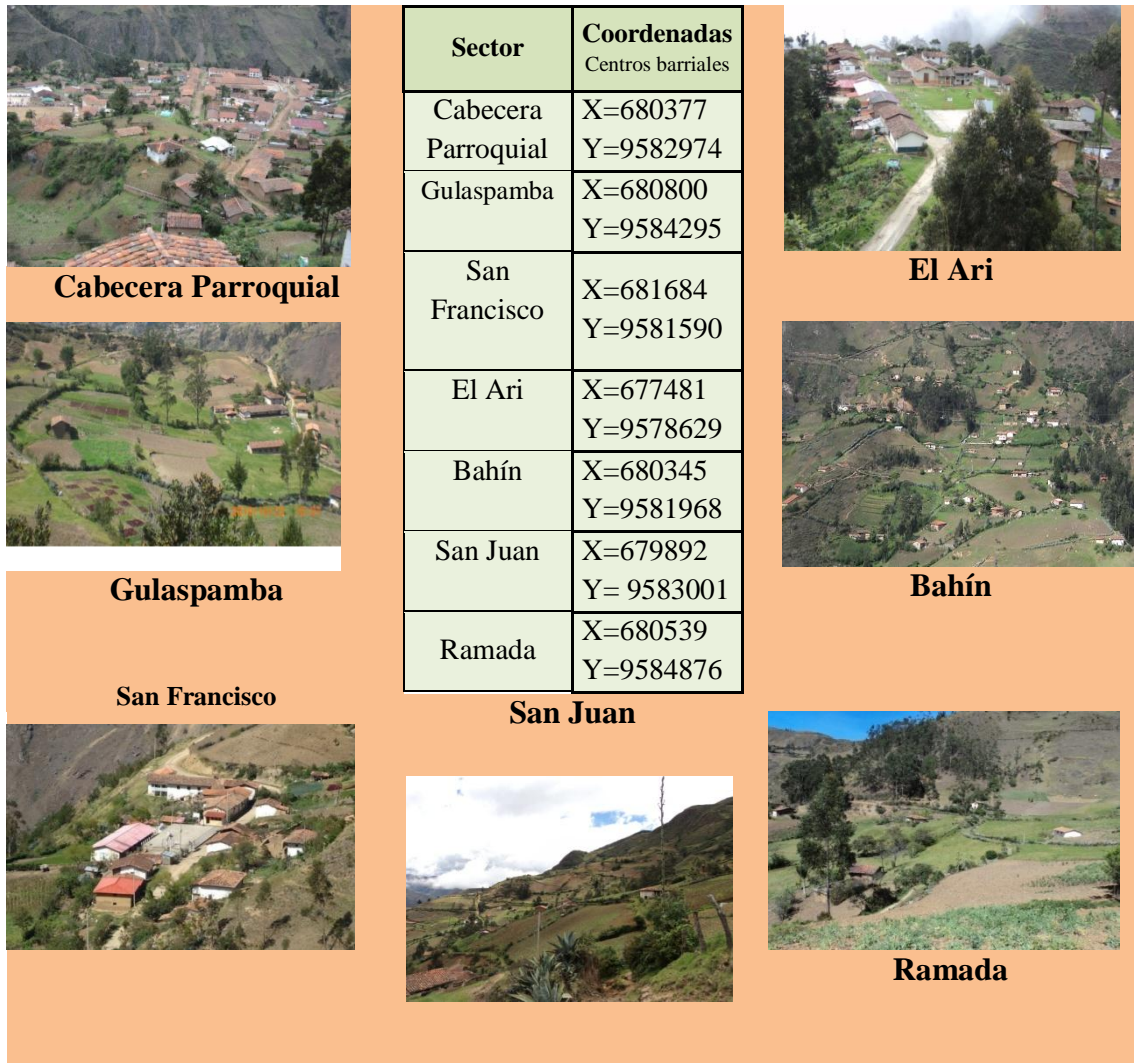 Sector
Coordenadas
Centros barriales
Cabecera
Parroquial
X=680377
Y=9582974
Gulaspamba
X=680800
Y=9584295
San
Francisco
X=681684
Y=9581590
El Ari
X=677481
Y=9578629
Bahín
X=680345
Y=9581968
San Juan
X=679892
Y= 9583001
Ramada
X=680539
Y=9584876
Cabecera Parroquial
El Ari
Gulaspamba
Bahín
San Francisco
San Juan
Ramada